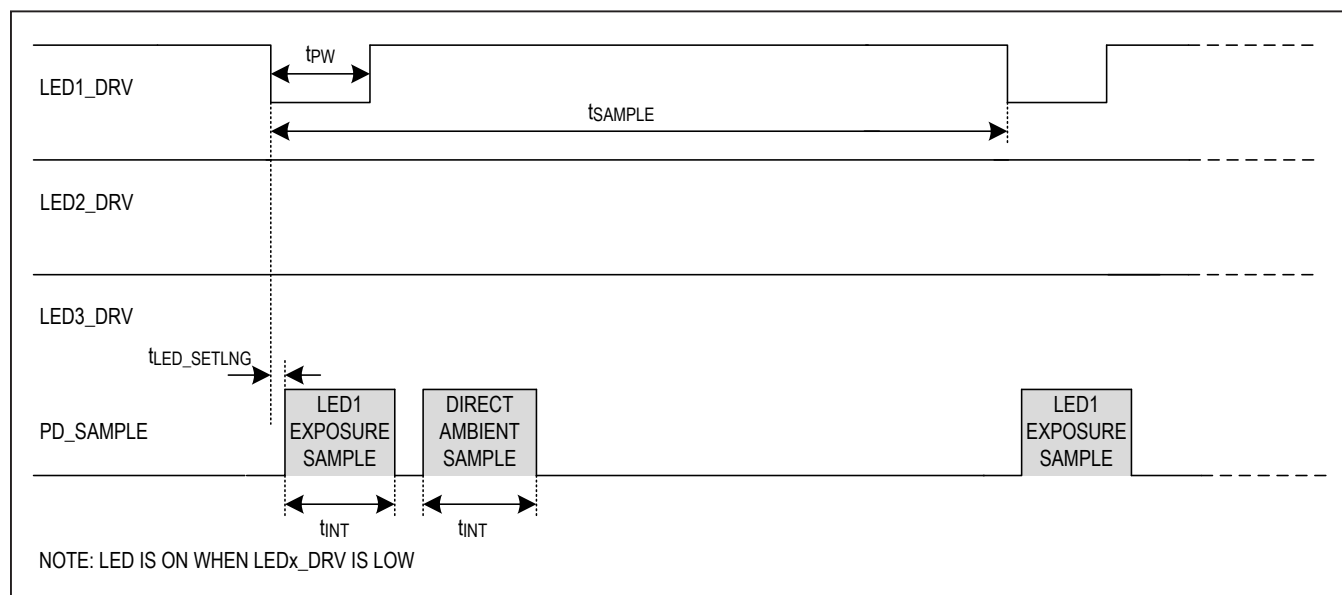 tPW
LED1_DRV
tSAMPLE
LED2_DRV
LED3_DRV
tLED_SETLNG
PD_SAMPLE
LED1
EXPOSURE
SAMPLE
DIRECT
AMBIENT
SAMPLE
LED1
EXPOSURE
SAMPLE
tINT
tINT
NOTE: LED IS ON WHEN LEDx_DRV IS LOW